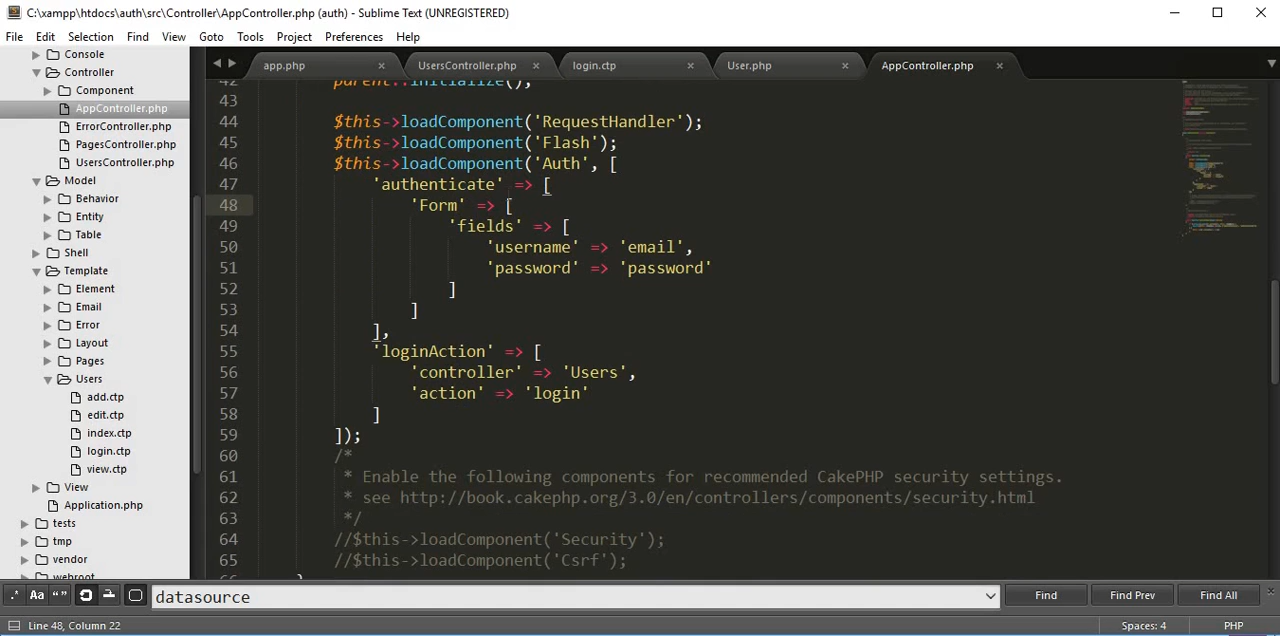 C:\xampp\htdocs\auth\src\Controller\AppController.php (auth) - Sublime Text (UNREGISTERED)
File Edit Selection Find View Goto Tools Project Preferences Help
Console
Controller
Component
AppController.php
ErrorController.php
PagesController.php
UsersController.php
Model
Behavior
Entity
Table
Shell
Template
Element
Email
Error
Layout
Pages
Users
add.ctp
edit.ctp
index.ctp
login.ctp
view.ctp
View
Application.php
tests
tmp
vendor
webroot
app.php UsersController.php login.ctp User.php AppController.php
42 parent::initialize();
43
44 $this->loadComponent('RequestHandler');
45 $this->loadComponent('Flash');
46 $this->loadComponent('Auth', [
47 'authenticate' => [
48 'Form' => [
49 'fields' => [
50 'username' => 'email',
51 'password' => 'password'
52 ]
53 ]
54 ],
55 'loginAction' => [
56 'controller' => 'Users',
57 'action' => 'login'
58 ]
59 ]);
60 /*
61 * Enable the following components for recommended CakePHP security settings.
62 * see http://book.cakephp.org/3.0/en/controllers/components/security.html
63 */
64 //$this->loadComponent('Security');
65 //$this->loadComponent('Csrf');
66 }
.* Aa “” datasource Find Find Prev Find All
Line 48, Column 22 Spaces: 4 PHP